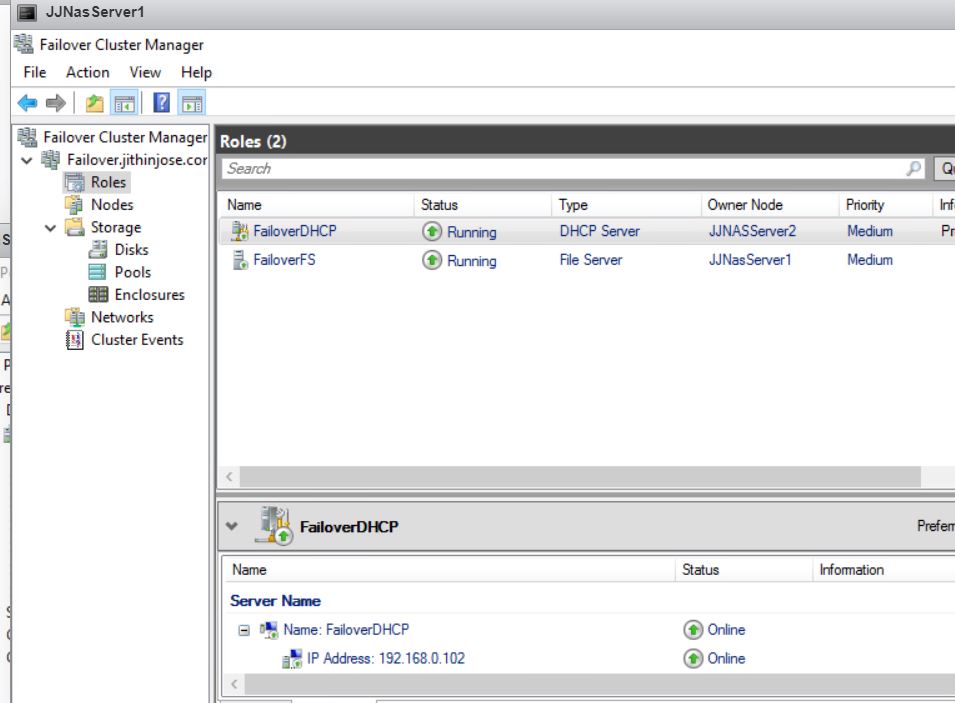 JJNasServer1
Failover Cluster Manager
File Action View Help
Failover Cluster Manager
Failover.jithinjose.cor
Roles
Nodes
Storage
Disks
Pools
Enclosures
Networks
Cluster Events
Roles (2)
Search
Name Status Type Owner Node Priority
FailoverDHCP Running DHCP Server JJNASServer2 Medium
FailoverFS Running File Server JJNasServer1 Medium
FailoverDHCP
Name Status Information
Server Name
Name: FailoverDHCP Online
IP Address: 192.168.0.102 Online